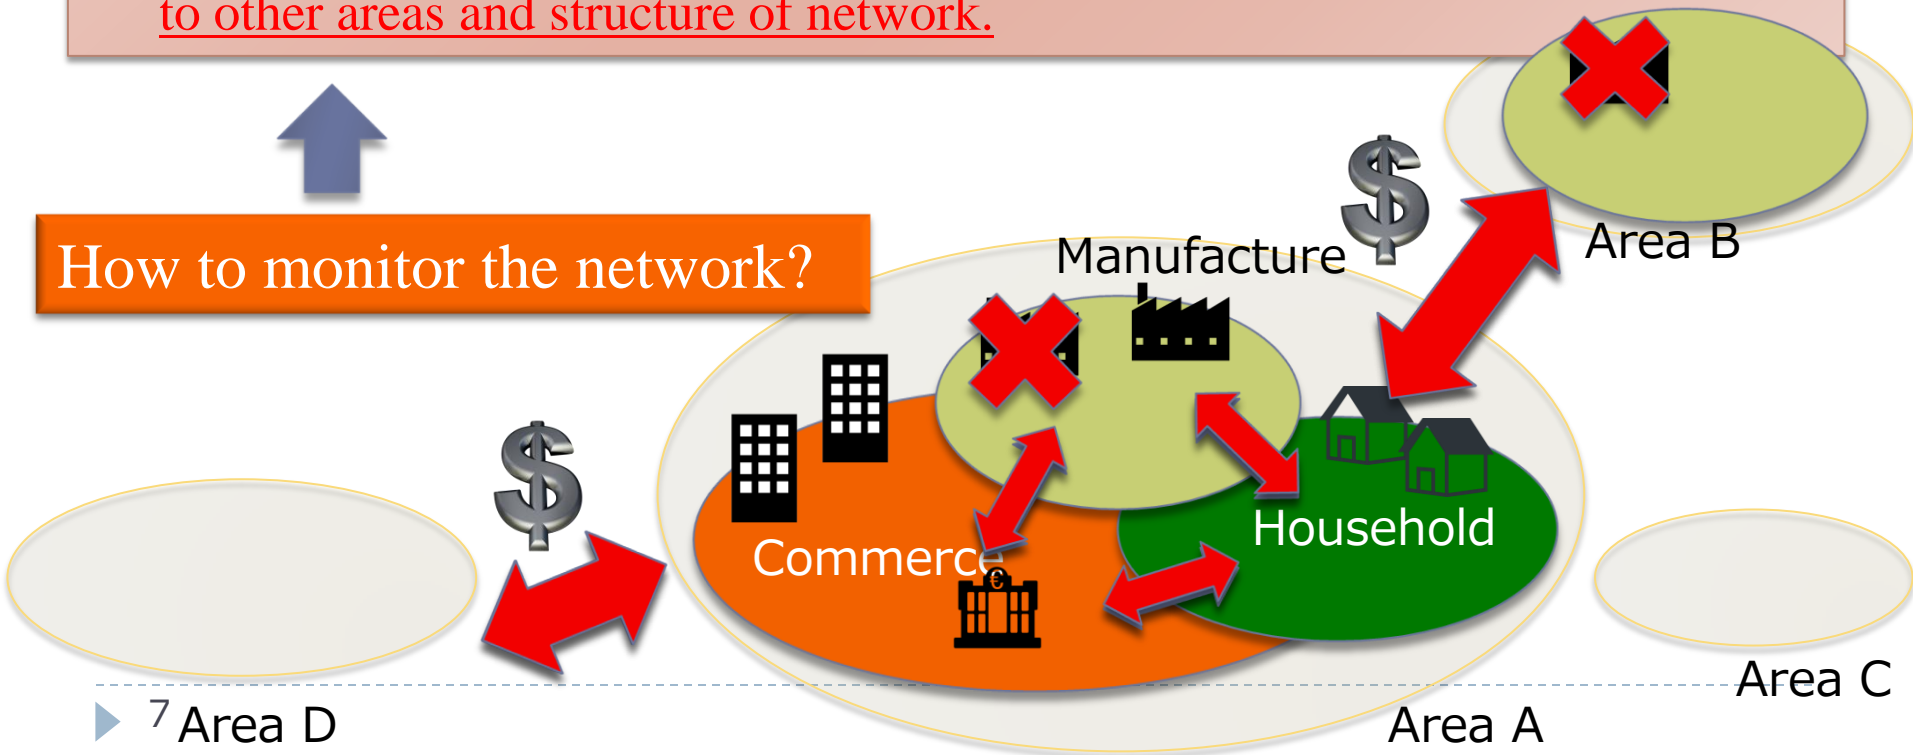 to other areas and structure of network.
How to monitor the network?
Manufacture
Area B
Commerce
Household
€
Area C
7
Area D
Area A